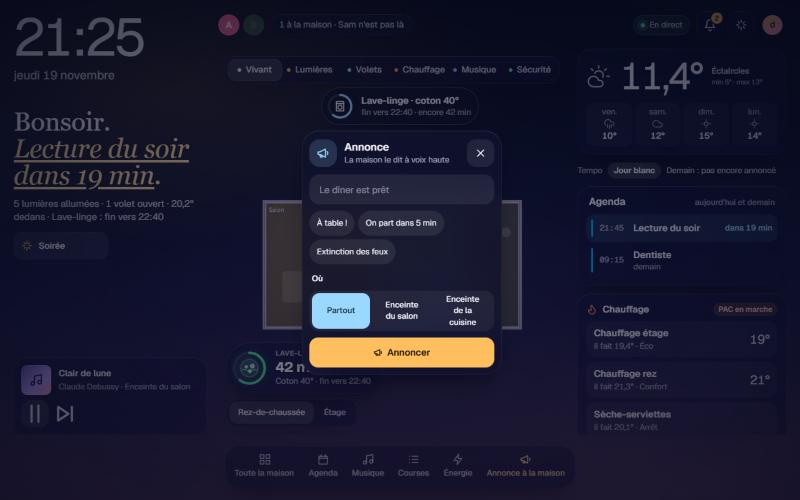 21:25
jeudi 19 novembre
A
1 à la maison · Sam n'est pas là
En direct
2
d
Vivant
Lumières
Volets
Chauffage
Musique
Sécurité
Lave-linge · coton 40°
fin vers 22:40 · encore 42 min
11,4°
Éclaircies
min 5° · max 13°
ven.
10°
sam.
12°
dim.
15°
lun.
14°
Bonsoir.
Lecture du soir
dans 19 min.
5 lumières allumées · 1 volet ouvert · 20,2°
dedans · Lave-linge : fin vers 22:40
Soirée
Annonce
La maison le dit à voix haute
Le dîner est prêt
À table !
On part dans 5 min
Extinction des feux
Où
Partout
Enceinte
du salon
Enceinte
de la
cuisine
Annoncer
Salon
Tempo
Jour blanc
Demain : pas encore annoncé
Agenda
aujourd'hui et demain
21:45
Lecture du soir
dans 19 min
09:15
Dentiste
demain
Chauffage
PAC en marche
Chauffage étage
il fait 19,4° · Éco
19°
Chauffage rez
il fait 21,3° · Confort
21°
Sèche-serviettes
il fait 20,1° · Arrêt
Clair de lune
Claude Debussy · Enceinte du salon
LAVE-L
42 m
Coton 40° · fin vers 22:40
Rez-de-chaussée
Étage
Toute la maison
Agenda
Musique
Courses
Énergie
Annonce à la maison